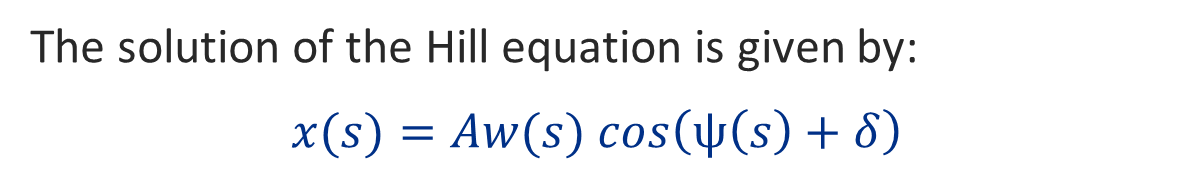 The solution of the Hill equation is given by:
x(s) = Aw(s) cos(ψ(s) + δ)